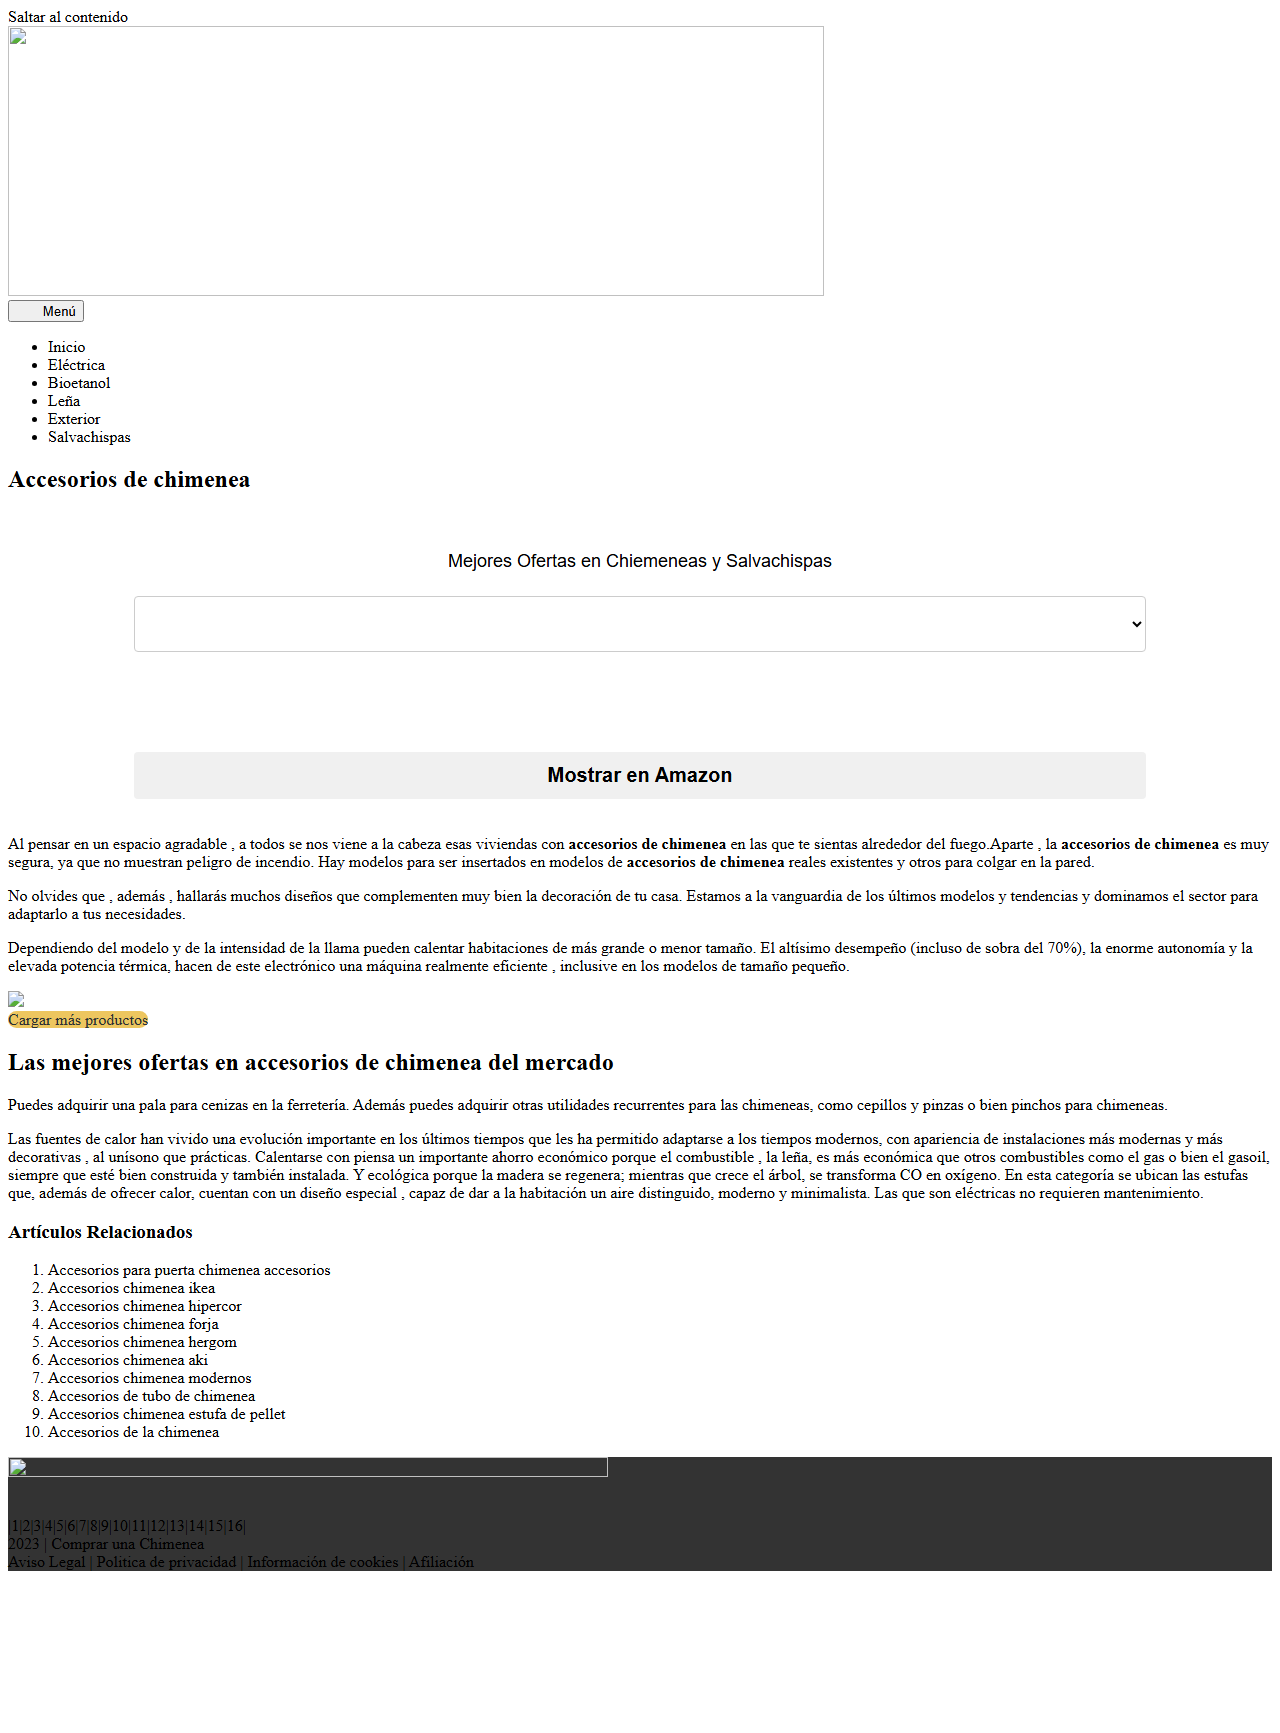 Saltar al contenido
Menú
Inicio
Eléctrica
Bioetanol
Leña
Exterior
Salvachispas
Accesorios de chimenea
Mejores Ofertas en Chiemeneas y Salvachispas
Mostrar en Amazon
Al pensar en un espacio agradable , a todos se nos viene a la cabeza esas viviendas con accesorios de chimenea en las que te sientas alrededor del fuego.Aparte , la accesorios de chimenea es muy
segura, ya que no muestran peligro de incendio. Hay modelos para ser insertados en modelos de accesorios de chimenea reales existentes y otros para colgar en la pared.
No olvides que , además , hallarás muchos diseños que complementen muy bien la decoración de tu casa. Estamos a la vanguardia de los últimos modelos y tendencias y dominamos el sector para
adaptarlo a tus necesidades.
Dependiendo del modelo y de la intensidad de la llama pueden calentar habitaciones de más grande o menor tamaño. El altísimo desempeño (incluso de sobra del 70%), la enorme autonomía y la
elevada potencia térmica, hacen de este electrónico una máquina realmente eficiente , inclusive en los modelos de tamaño pequeño.
Cargar más productos
Las mejores ofertas en accesorios de chimenea del mercado
Puedes adquirir una pala para cenizas en la ferretería. Además puedes adquirir otras utilidades recurrentes para las chimeneas, como cepillos y pinzas o bien pinchos para chimeneas.
Las fuentes de calor han vivido una evolución importante en los últimos tiempos que les ha permitido adaptarse a los tiempos modernos, con apariencia de instalaciones más modernas y más
decorativas , al unísono que prácticas. Calentarse con piensa un importante ahorro económico porque el combustible , la leña, es más económica que otros combustibles como el gas o bien el gasoil,
siempre que esté bien construida y también instalada. Y ecológica porque la madera se regenera; mientras que crece el árbol, se transforma CO en oxígeno. En esta categoría se ubican las estufas
que, además de ofrecer calor, cuentan con un diseño especial , capaz de dar a la habitación un aire distinguido, moderno y minimalista. Las que son eléctricas no requieren mantenimiento.
Artículos Relacionados
1. Accesorios para puerta chimenea accesorios
2. Accesorios chimenea ikea
3. Accesorios chimenea hipercor
4. Accesorios chimenea forja
5. Accesorios chimenea hergom
6. Accesorios chimenea aki
7. Accesorios chimenea modernos
8. Accesorios de tubo de chimenea
9. Accesorios chimenea estufa de pellet
10. Accesorios de la chimenea
|1|2|3|4|5|6|7|8|9|10|11|12|13|14|15|16|
2023 | Comprar una Chimenea
Aviso Legal | Politica de privacidad | Información de cookies | Afiliación